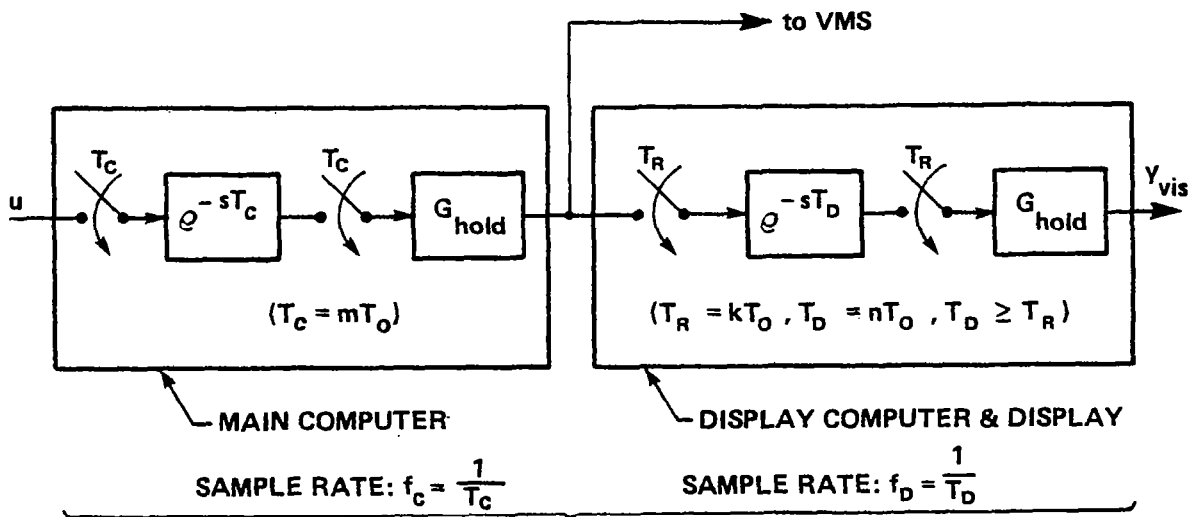 to VMS
u
T_C
e^{-sT_C}
T_C
G_hold
(T_C = mT_O)
T_R
e^{-sT_D}
T_R
G_hold
Y_vis
(T_R = kT_O, T_D = nT_O, T_D ≥ T_R)
MAIN COMPUTER
DISPLAY COMPUTER & DISPLAY
SAMPLE RATE: f_C = 1/T_C
SAMPLE RATE: f_D = 1/T_D